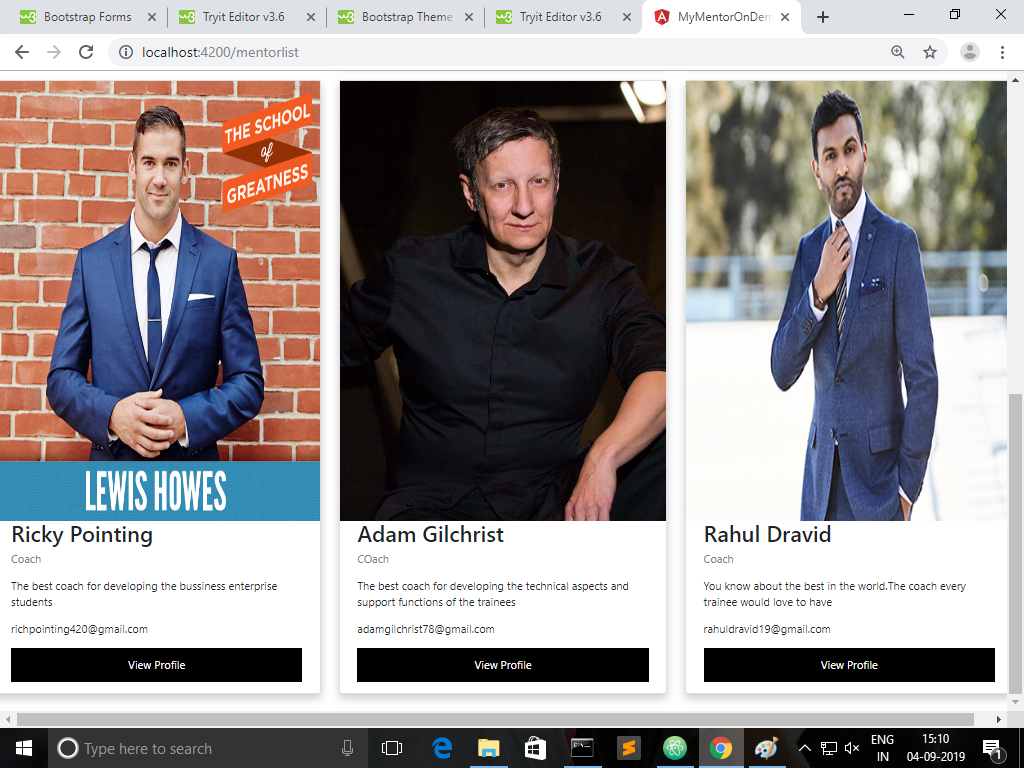 Bootstrap Forms
Tryit Editor v3.6
Bootstrap Theme
Tryit Editor v3.6
MyMentorOnDem
localhost:4200/mentorlist
THE SCHOOL
of
GREATNESS
LEWIS HOWES
Ricky Pointing
Coach
The best coach for developing the bussiness enterprise
students
richpointing420@gmail.com
View Profile
Adam Gilchrist
COach
The best coach for developing the technical aspects and
support functions of the trainees
adamgilchrist78@gmail.com
View Profile
Rahul Dravid
Coach
You know about the best in the world.The coach every
trainee would love to have
rahuldravid19@gmail.com
View Profile
Type here to search
ENG
IN
15:10
04-09-2019
1